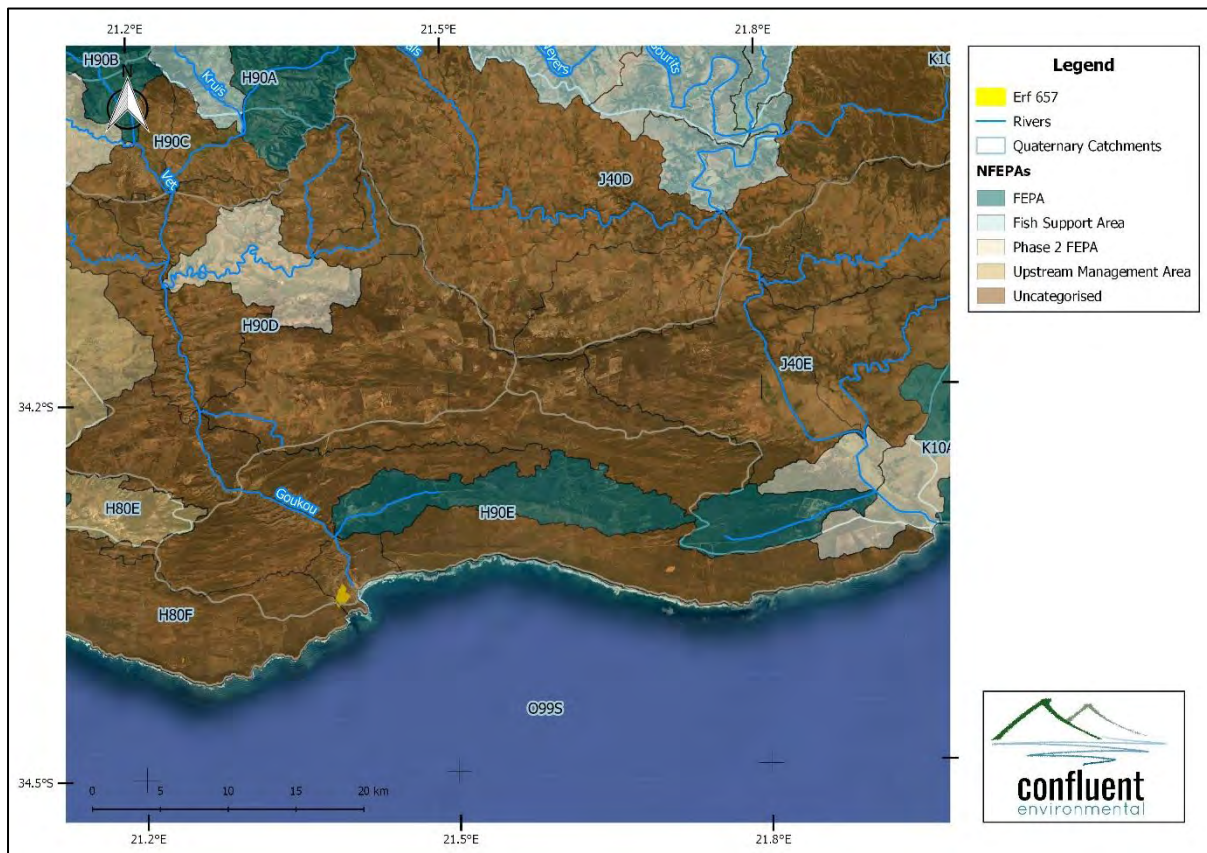 21.2°E 21.5°E 21.8°E
H90B
N
Kruis
H90A
Gourits
K10
H90C
Vet
J40D
H90D
J40E
34.2°S
K10A
H80E
Goukou
H90E
H80F
O99S
34.5°S
0 5 10 15 20 km
21.2°E 21.5°E 21.8°E
Legend
Erf 657
Rivers
Quaternary Catchments
NFEPAs
FEPA
Fish Support Area
Phase 2 FEPA
Upstream Management Area
Uncategorised
confluent
environmental